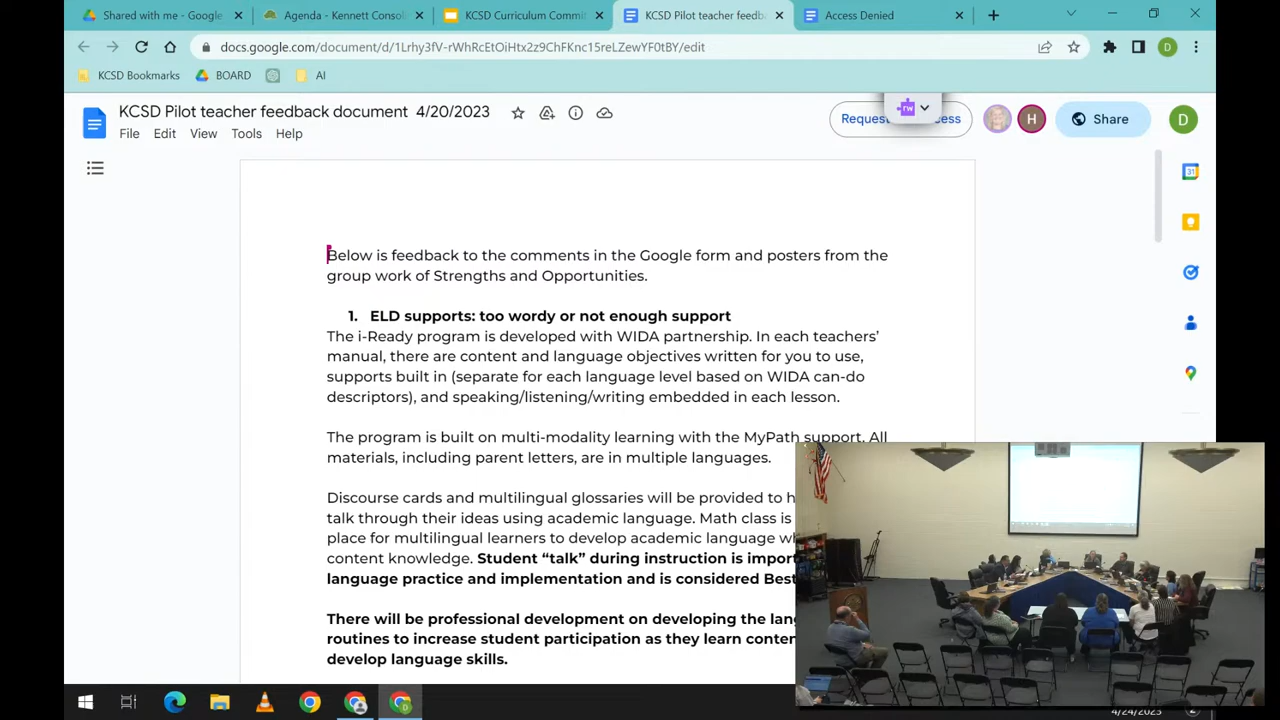 Shared with me - Google
Agenda - Kennett Consol
KCSD Curriculum Commit
KCSD Pilot teacher feedb
Access Denied
docs.google.com/document/d/1Lrhy3fV-rWhRcEtOiHtx2z9ChFKnc15reLZewYF0tBY/edit
D
KCSD Bookmarks
BOARD
AI
KCSD Pilot teacher feedback document 4/20/2023
rw
File Edit View Tools Help
Reques
cess
H
Share
D
31
Below is feedback to the comments in the Google form and posters from the
group work of Strengths and Opportunities.
1. ELD supports: too wordy or not enough support
The i-Ready program is developed with WIDA partnership. In each teachers'
manual, there are content and language objectives written for you to use,
supports built in (separate for each language level based on WIDA can-do
descriptors), and speaking/listening/writing embedded in each lesson.
The program is built on multi-modality learning with the MyPath support. All
materials, including parent letters, are in multiple languages.
Discourse cards and multilingual glossaries will be provided to h
talk through their ideas using academic language. Math class is
place for multilingual learners to develop academic language wh
content knowledge. Student “talk” during instruction is impor
language practice and implementation and is considered Best
There will be professional development on developing the lang
routines to increase student participation as they learn conten
develop language skills.
4/24/2023